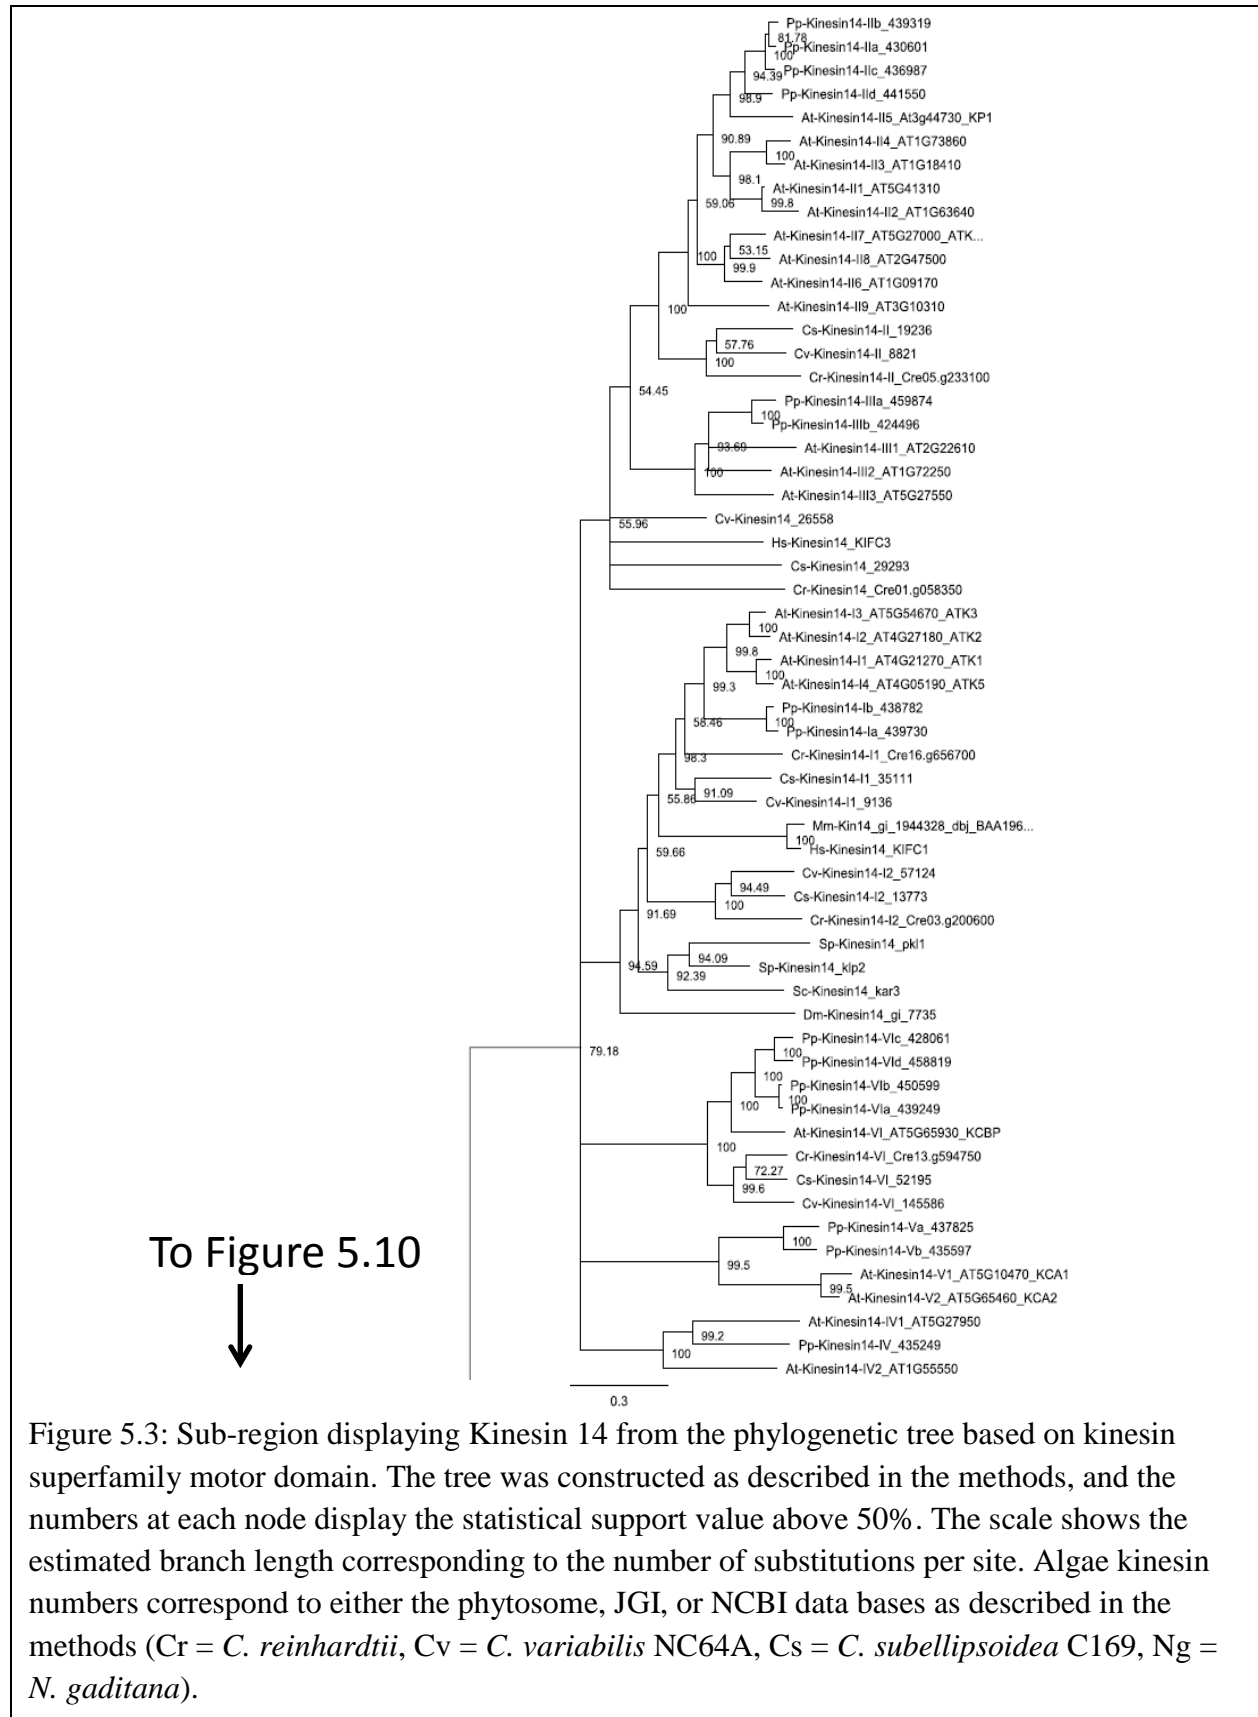 Pp-Kinesin14-IIb_439319
81.78
Pp-Kinesin14-IIa_430601
100
Pp-Kinesin14-IIc_436987
94.39
Pp-Kinesin14-IId_441550
98.9
At-Kinesin14-II5_At3g44730_KP1
90.89
At-Kinesin14-II4_AT1G73860
100
At-Kinesin14-II3_AT1G18410
98.1
At-Kinesin14-II1_AT5G41310
59.06
99.8
At-Kinesin14-II2_AT1G63640
At-Kinesin14-II7_AT5G27000_ATK...
53.15
100
At-Kinesin14-II8_AT2G47500
99.9
At-Kinesin14-II6_AT1G09170
100
At-Kinesin14-II9_AT3G10310
Cs-Kinesin14-II_19236
57.76
Cv-Kinesin14-II_8821
100
Cr-Kinesin14-II_Cre05.g233100
54.45
Pp-Kinesin14-IIIa_459874
100
Pp-Kinesin14-IIIb_424496
93.69
At-Kinesin14-III1_AT2G22610
100
At-Kinesin14-III2_AT1G72250
At-Kinesin14-III3_AT5G27550
55.96
Cv-Kinesin14_26558
Hs-Kinesin14_KIFC3
Cs-Kinesin14_29293
Cr-Kinesin14_Cre01.g058350
At-Kinesin14-I3_AT5G54670_ATK3
100
At-Kinesin14-I2_AT4G27180_ATK2
99.8
At-Kinesin14-I1_AT4G21270_ATK1
100
At-Kinesin14-I4_AT4G05190_ATK5
99.3
Pp-Kinesin14-Ib_438782
58.46
100
Pp-Kinesin14-Ia_439730
98.3
Cr-Kinesin14-I1_Cre16.g656700
Cs-Kinesin14-I1_35111
55.86
91.09
Cv-Kinesin14-I1_9136
Mm-Kin14_gi_1944328_dbj_BAA196...
100
Hs-Kinesin14_KIFC1
59.66
Cv-Kinesin14-I2_57124
94.49
Cs-Kinesin14-I2_13773
100
91.69
Cr-Kinesin14-I2_Cre03.g200600
Sp-Kinesin14_pkl1
94.09
94.59
Sp-Kinesin14_klp2
92.39
Sc-Kinesin14_kar3
Dm-Kinesin14_gi_7735
79.18
Pp-Kinesin14-VIc_428061
100
Pp-Kinesin14-VId_458819
100
Pp-Kinesin14-VIb_450599
100
100
Pp-Kinesin14-VIa_439249
At-Kinesin14-VI_AT5G65930_KCBP
100
Cr-Kinesin14-VI_Cre13.g594750
72.27
Cs-Kinesin14-VI_52195
99.6
Cv-Kinesin14-VI_145586
Pp-Kinesin14-Va_437825
100
Pp-Kinesin14-Vb_435597
99.5
At-Kinesin14-V1_AT5G10470_KCA1
99.5
At-Kinesin14-V2_AT5G65460_KCA2
At-Kinesin14-IV1_AT5G27950
99.2
Pp-Kinesin14-IV_435249
100
At-Kinesin14-IV2_AT1G55550
To Figure 5.10
0.3
Figure 5.3: Sub-region displaying Kinesin 14 from the phylogenetic tree based on kinesin
superfamily motor domain. The tree was constructed as described in the methods, and the
numbers at each node display the statistical support value above 50%. The scale shows the
estimated branch length corresponding to the number of substitutions per site. Algae kinesin
numbers correspond to either the phytosome, JGI, or NCBI data bases as described in the
methods (Cr = C. reinhardtii, Cv = C. variabilis NC64A, Cs = C. subellipsoidea C169, Ng =
N. gaditana).